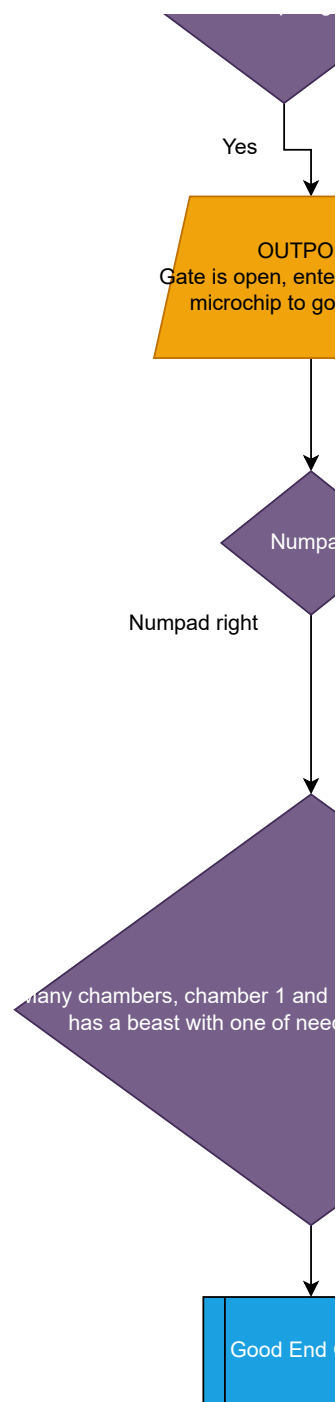 Yes
OUTPO
Gate is open, ente
microchip to go
Numpa
Numpad right
Many chambers, chamber 1 and
has a beast with one of nee
Good End